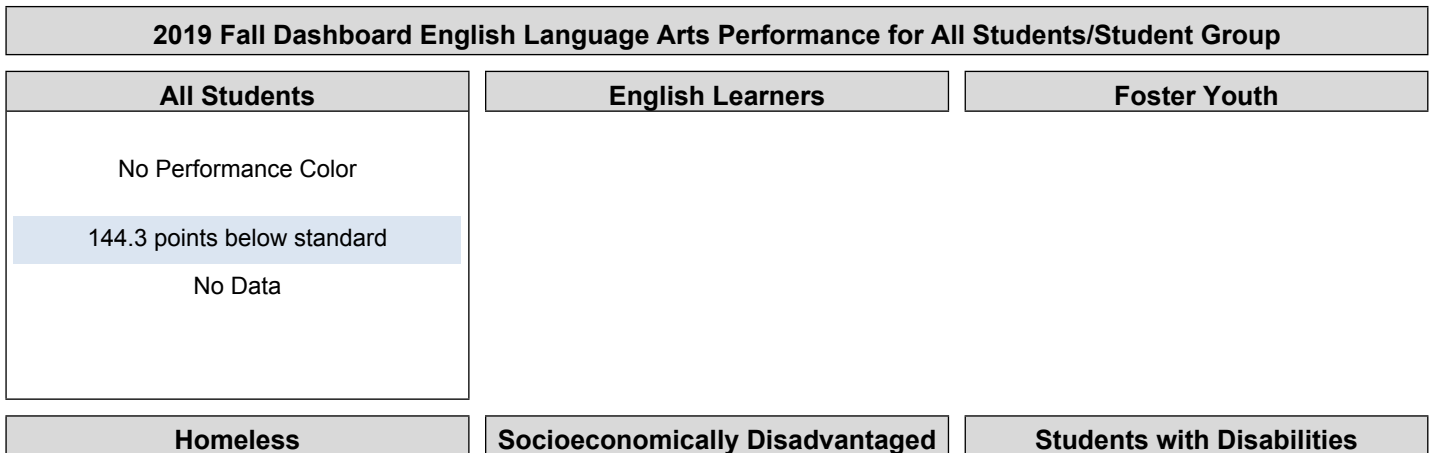 2019 Fall Dashboard English Language Arts Performance for All Students/Student Group
All Students
English Learners
Foster Youth
No Performance Color
144.3 points below standard
No Data
Homeless
Socioeconomically Disadvantaged
Students with Disabilities